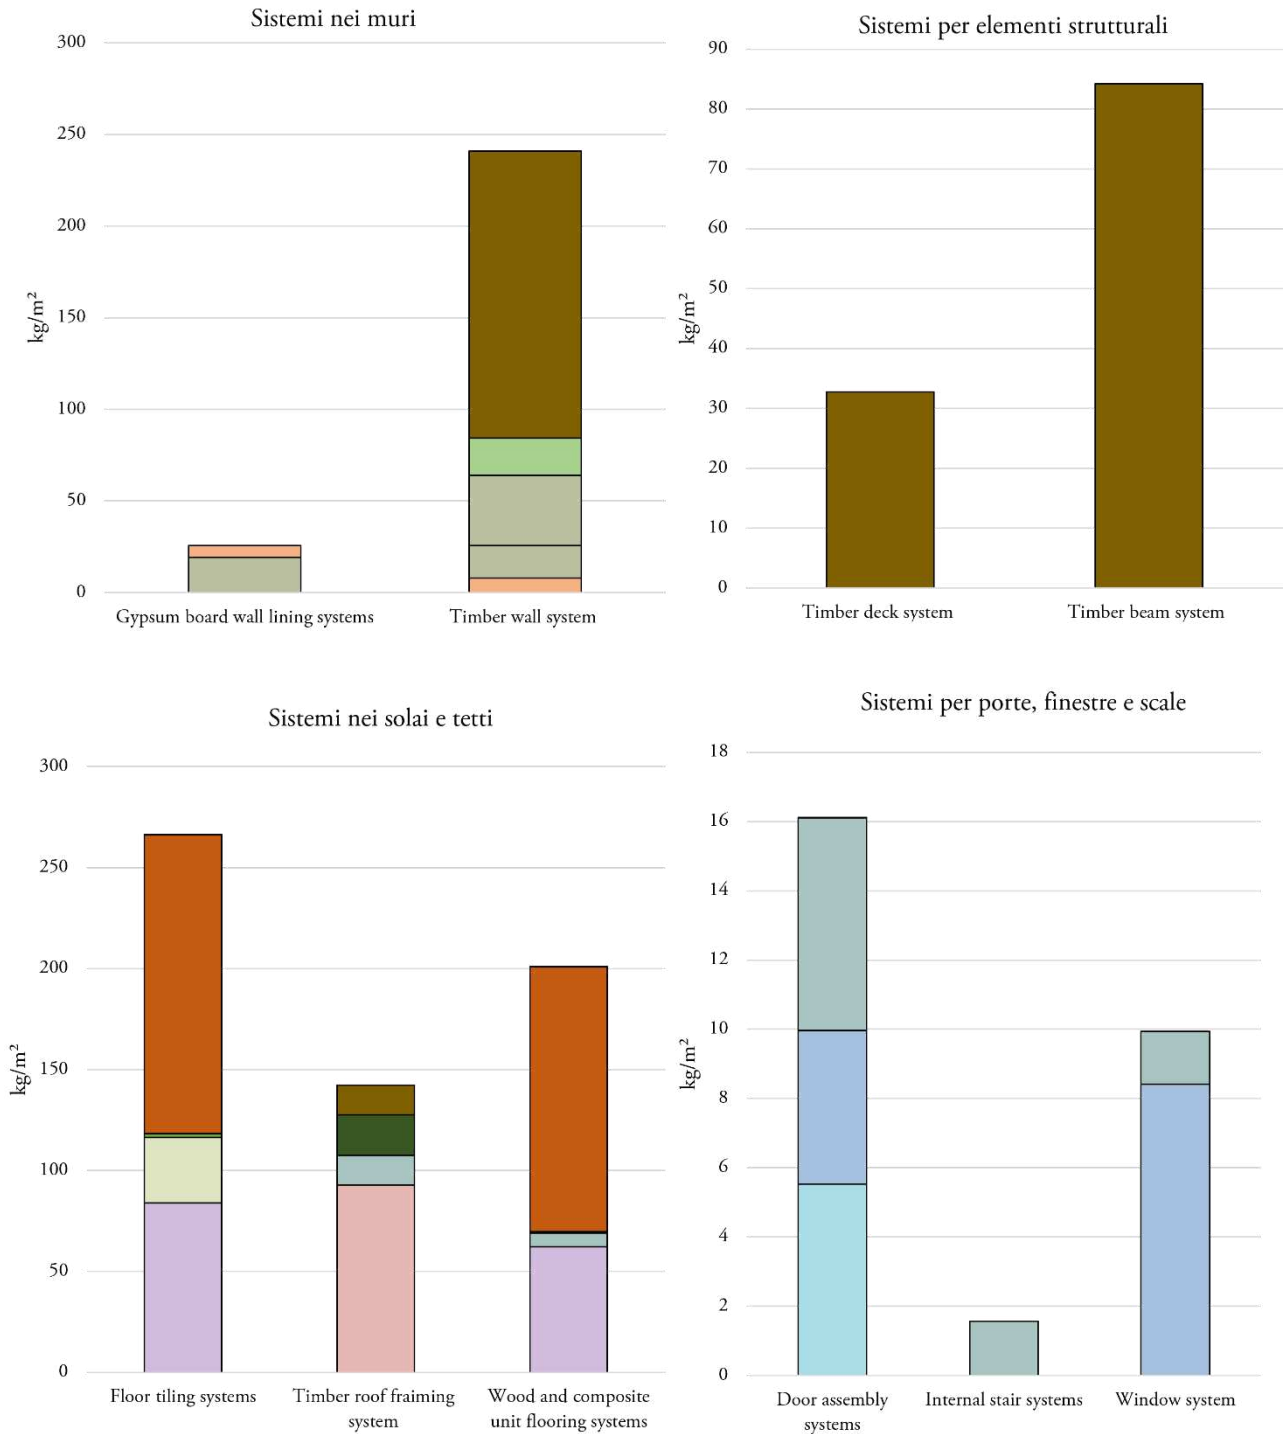 Sistemi nei muri
300
250
200
150
100
50
0
kg/m²
Gypsum board wall lining systems
Timber wall system
Sistemi per elementi strutturali
90
80
70
60
50
40
30
20
10
0
kg/m²
Timber deck system
Timber beam system
Sistemi nei solai e tetti
300
250
200
150
100
50
0
kg/m²
Floor tiling systems
Timber roof fraiming
system
Wood and composite
unit flooring systems
Sistemi per porte, finestre e scale
18
16
14
12
10
8
6
4
2
0
kg/m²
Door assembly
systems
Internal stair systems
Window system